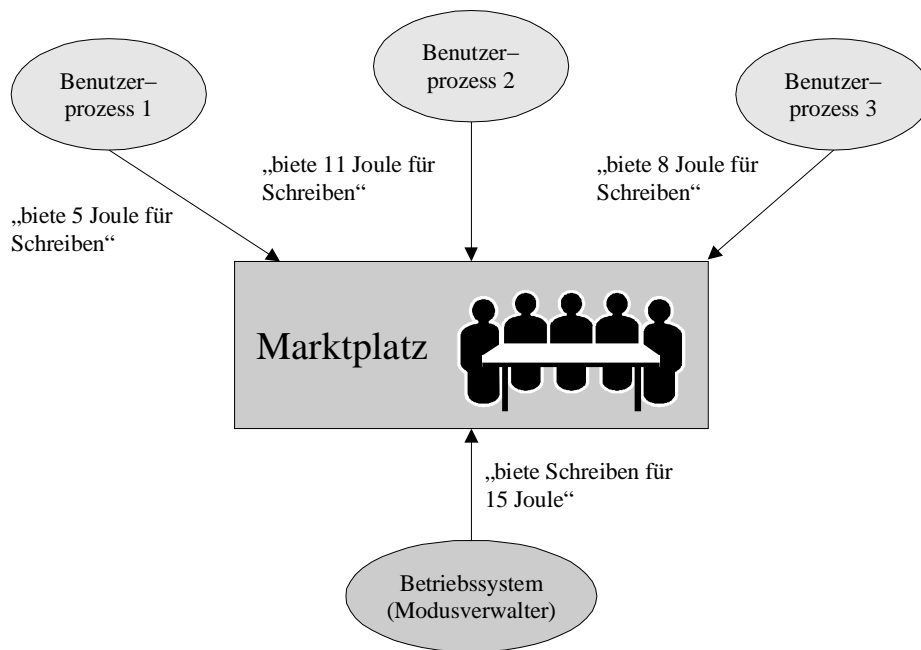 Benutzer–
prozess 1
Benutzer–
prozess 2
Benutzer–
prozess 3
„biete 5 Joule für
Schreiben“
„biete 11 Joule für
Schreiben“
„biete 8 Joule für
Schreiben“
Marktplatz
„biete Schreiben für
15 Joule“
Betriebssystem
(Modusverwalter)